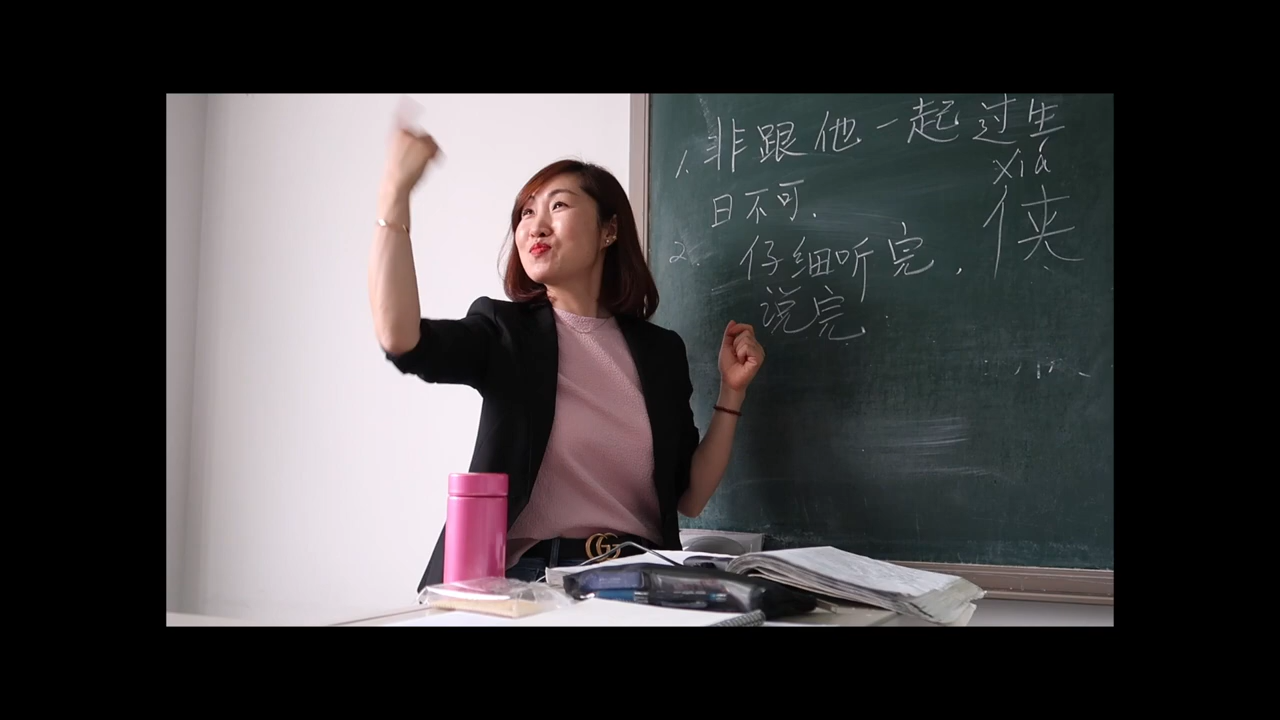 1. 非跟他一起过生
日不可.
2. 仔细听完,
说完
xiá
侠